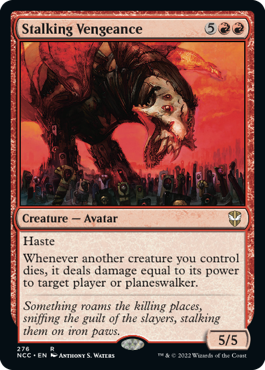 Stalking Vengeance 5
Creature — Avatar
Haste
Whenever another creature you control
dies, it deals damage equal to its power
to target player or planeswalker.
Something roams the killing places,
sniffing the guilt of the slayers, stalking
them on iron paws.
5/5
276 R
NCC • EN Anthony S. Waters ™ & © 2022 Wizards of the Coast